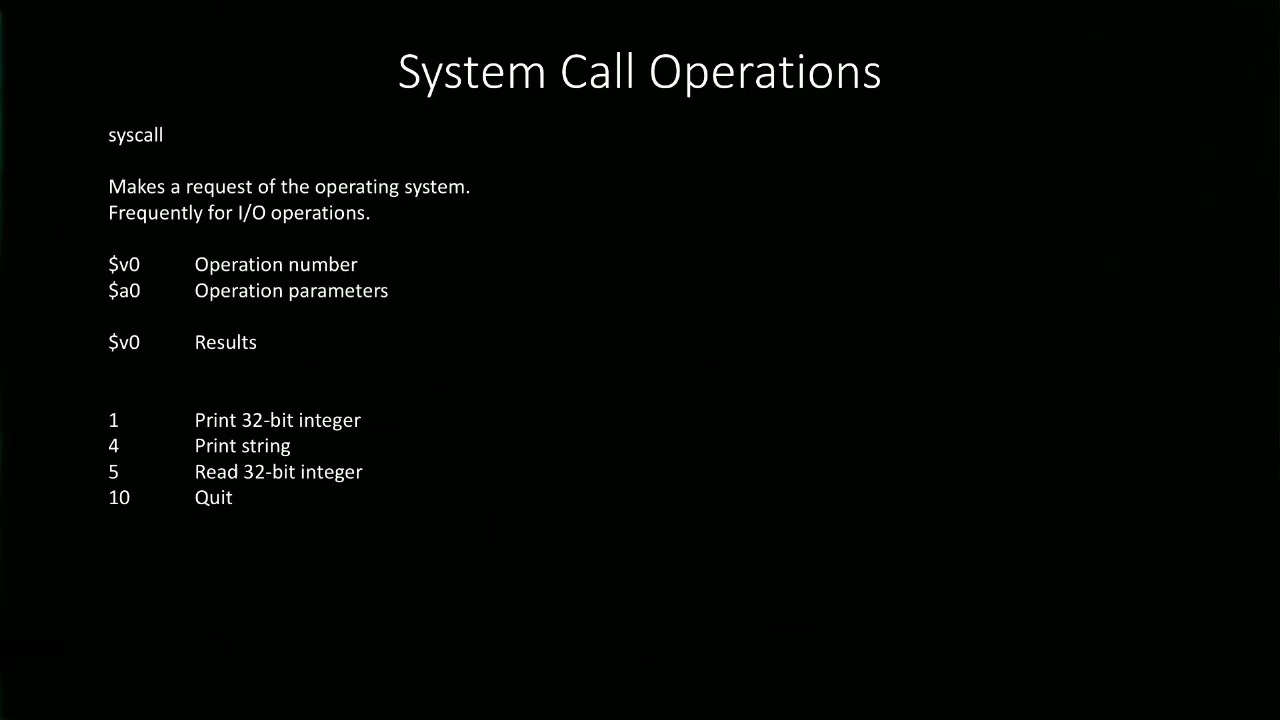 System Call Operations
syscall
Makes a request of the operating system.
Frequently for I/O operations.
$v0 Operation number
$a0 Operation parameters
$v0 Results
1 Print 32-bit integer
4 Print string
5 Read 32-bit integer
10 Quit